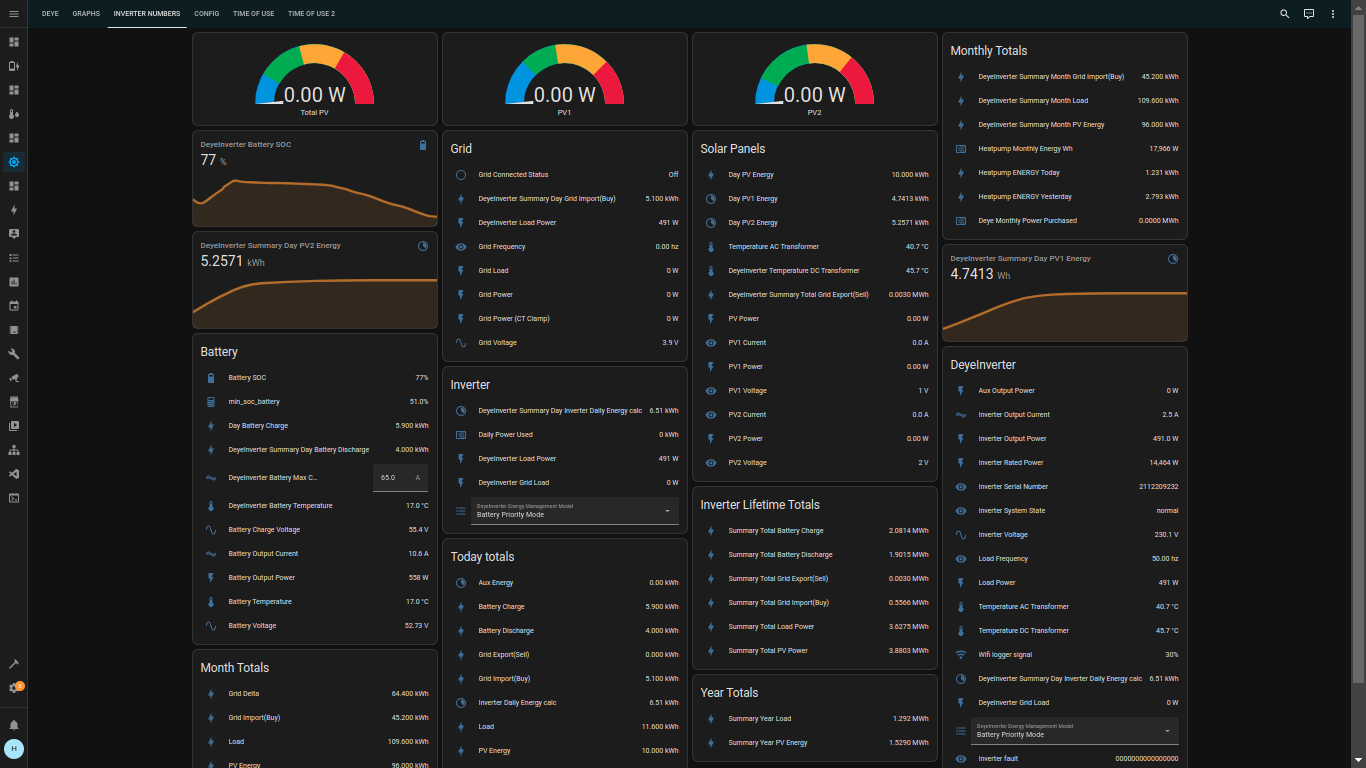 DEYE GRAPHS INVERTER NUMBERS CONFIG TIME OF USE TIME OF USE 2
0.00 W
Total PV
0.00 W
PV1
0.00 W
PV2
DeyeInverter Battery SOC
77 %
DeyeInverter Summary Day PV2 Energy
5.2571 kWh
Battery
Battery SOC 77%
min_soc_battery 51.0%
Day Battery Charge 5.900 kWh
DeyeInverter Summary Day Battery Discharge 4.000 kWh
DeyeInverter Battery Max C... 65.0 A
DeyeInverter Battery Temperature 17.0 °C
Battery Charge Voltage 55.4 V
Battery Output Current 10.6 A
Battery Output Power 558 W
Battery Temperature 17.0 °C
Battery Voltage 52.73 V
Month Totals
Grid Delta 64.400 kWh
Grid Import(Buy) 45.200 kWh
Load 109.600 kWh
PV Energy 96.000 kWh
Grid
Grid Connected Status Off
DeyeInverter Summary Day Grid Import(Buy) 5.100 kWh
DeyeInverter Load Power 491 W
Grid Frequency 0.00 hz
Grid Load 0 W
Grid Power 0 W
Grid Power (CT Clamp) 0 W
Grid Voltage 3.9 V
Inverter
DeyeInverter Summary Day Inverter Daily Energy calc 6.51 kWh
Daily Power Used 0 kWh
DeyeInverter Load Power 491 W
DeyeInverter Grid Load 0 W
DeyeInverter Energy Management Model
Battery Priority Mode
Today totals
Aux Energy 0.00 kWh
Battery Charge 5.900 kWh
Battery Discharge 4.000 kWh
Grid Export(Sell) 0.000 kWh
Grid Import(Buy) 5.100 kWh
Inverter Daily Energy calc 6.51 kWh
Load 11.600 kWh
PV Energy 10.000 kWh
Solar Panels
Day PV Energy 10.000 kWh
Day PV1 Energy 4.7413 kWh
Day PV2 Energy 5.2571 kWh
Temperature AC Transformer 40.7 °C
DeyeInverter Temperature DC Transformer 45.7 °C
DeyeInverter Summary Total Grid Export(Sell) 0.0030 MWh
PV Power 0.00 W
PV1 Current 0.0 A
PV1 Power 0.00 W
PV1 Voltage 1 V
PV2 Current 0.0 A
PV2 Power 0.00 W
PV2 Voltage 2 V
Inverter Lifetime Totals
Summary Total Battery Charge 2.0814 MWh
Summary Total Battery Discharge 1.9015 MWh
Summary Total Grid Export(Sell) 0.0030 MWh
Summary Total Grid Import(Buy) 0.5566 MWh
Summary Total Load Power 3.6275 MWh
Summary Total PV Power 3.8803 MWh
Year Totals
Summary Year Load 1.292 MWh
Summary Year PV Energy 1.5290 MWh
Monthly Totals
DeyeInverter Summary Month Grid Import(Buy) 45.200 kWh
DeyeInverter Summary Month Load 109.600 kWh
DeyeInverter Summary Month PV Energy 96.000 kWh
Heatpump Monthly Energy Wh 17,966 W
Heatpump ENERGY Today 1.231 kWh
Heatpump ENERGY Yesterday 2.793 kWh
Deye Monthly Power Purchased 0.0000 MWh
DeyeInverter Summary Day PV1 Energy
4.7413 Wh
DeyeInverter
Aux Output Power 0 W
Inverter Output Current 2.5 A
Inverter Output Power 491.0 W
Inverter Rated Power 14,464 W
Inverter Serial Number 2112209232
Inverter System State normal
Inverter Voltage 230.1 V
Load Frequency 50.00 hz
Load Power 491 W
Temperature AC Transformer 40.7 °C
Temperature DC Transformer 45.7 °C
Wifi logger signal 30%
DeyeInverter Summary Day Inverter Daily Energy calc 6.51 kWh
DeyeInverter Grid Load 0 W
DeyeInverter Energy Management Model
Battery Priority Mode
Inverter fault 0000000000000000
H